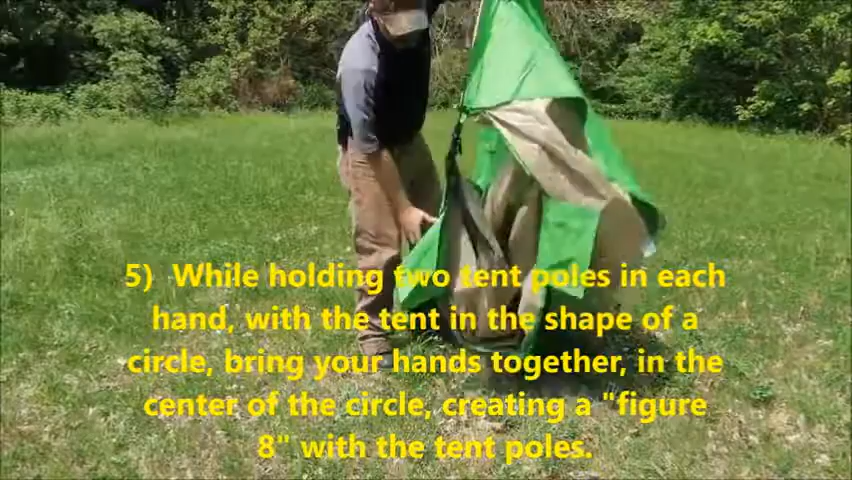 5)  While holding two tent poles in each
hand, with the tent in the shape of a
circle, bring your hands together, in the
center of the circle, creating a "figure
8" with the tent poles.